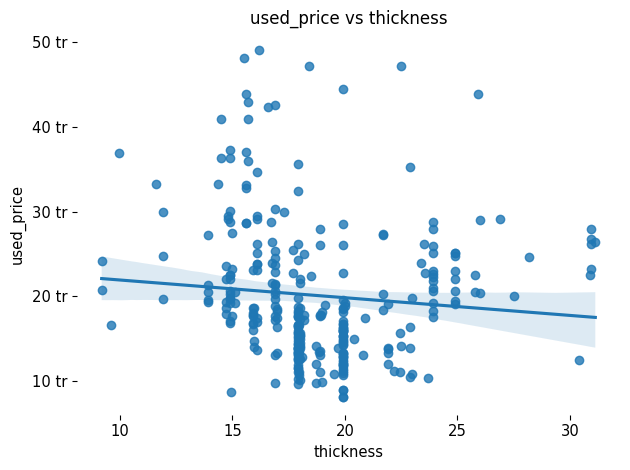 used_price vs thickness
50 tr
40 tr
30 tr
20 tr
10 tr
used_price
10 15 20 25 30
thickness